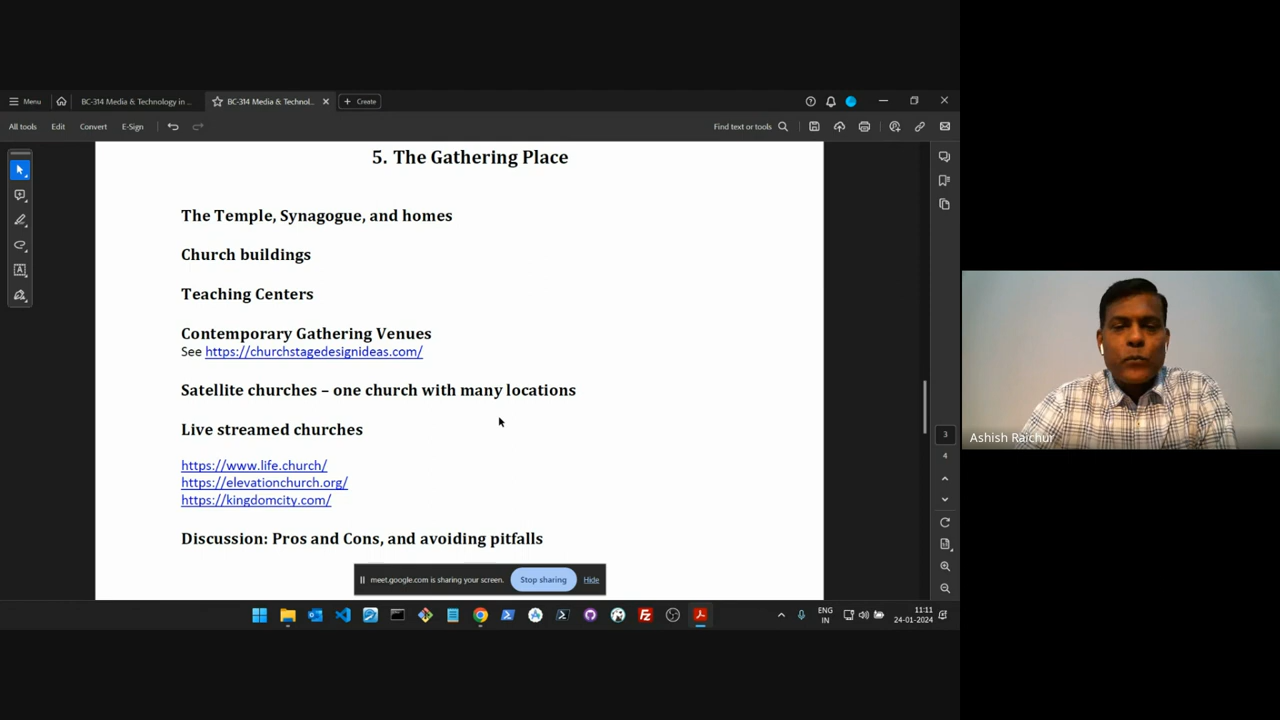 Menu
BC-314 Media & Technology in ...
BC-314 Media & Technol...
Create
All tools
Edit
Convert
E-Sign
Find text or tools
5. The Gathering Place
The Temple, Synagogue, and homes
Church buildings
Teaching Centers
Contemporary Gathering Venues
See https://churchstagedesignideas.com/
Satellite churches – one church with many locations
Live streamed churches
https://www.life.church/
https://elevationchurch.org/
https://kingdomcity.com/
Discussion: Pros and Cons, and avoiding pitfalls
3
4
meet.google.com is sharing your screen.
Stop sharing
Hide
ENG
IN
11:11
24-01-2024
Ashish Raichur